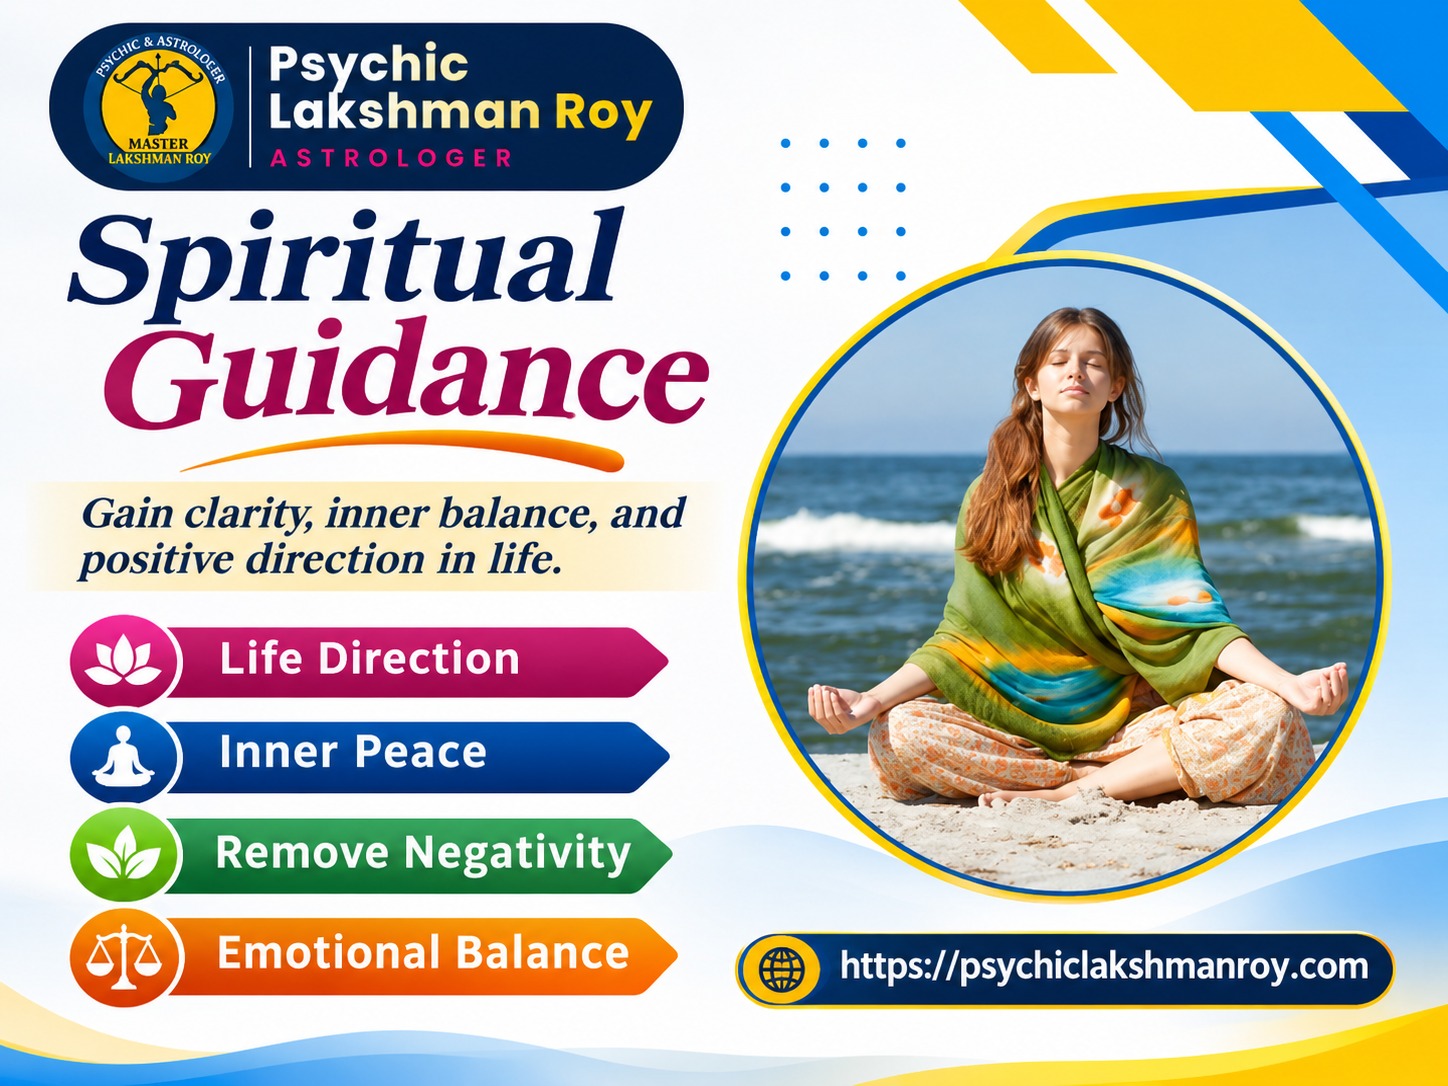 PSYCHIC & ASTROLOGER
MASTER
LAKSHMAN ROY
Psychic
Lakshman Roy
ASTROLOGER
Spiritual
Guidance
Gain clarity, inner balance, and
positive direction in life.
Life Direction
Inner Peace
Remove Negativity
Emotional Balance
https://psychiclakshmanroy.com